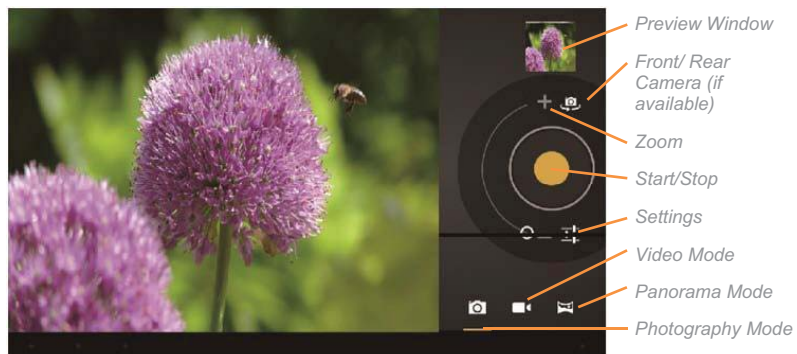 Preview Window
Front/ Rear
Camera (if
available)
Zoom
Start/Stop
Settings
Video Mode
Panorama Mode
Photography Mode